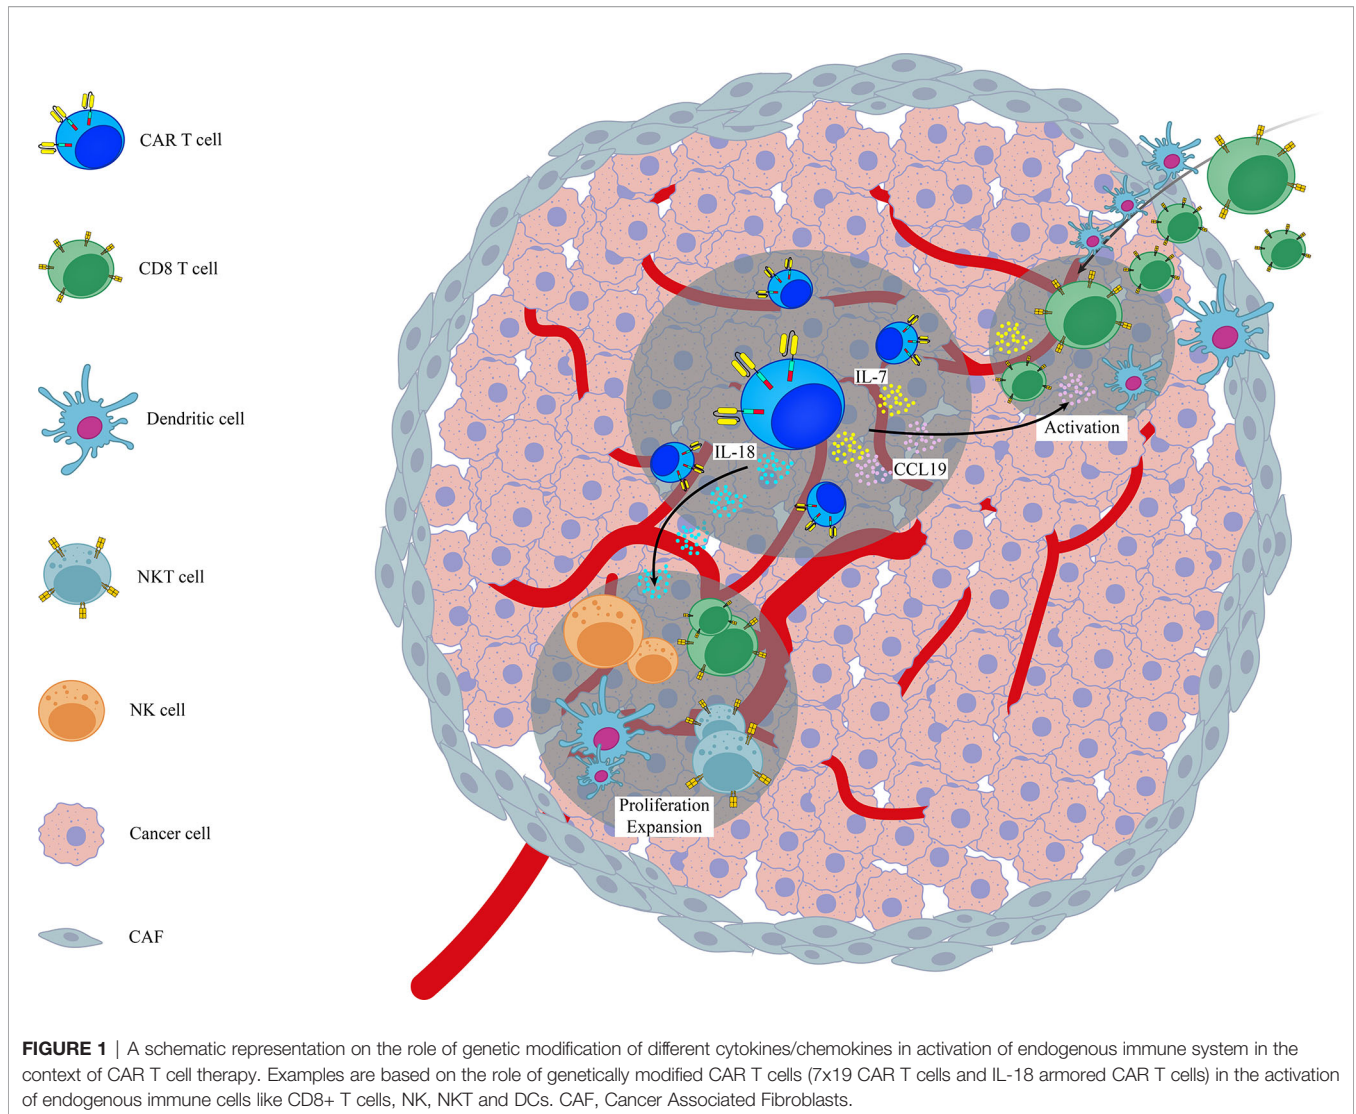 CAR T cell
CD8 T cell
Dendritic cell
NKT cell
NK cell
Cancer cell
CAF
IL-7
IL-18
CCL19
Activation
Proliferation
Expansion
FIGURE 1 | A schematic representation on the role of genetic modification of different cytokines/chemokines in activation of endogenous immune system in the
context of CAR T cell therapy. Examples are based on the role of genetically modified CAR T cells (7x19 CAR T cells and IL-18 armored CAR T cells) in the activation
of endogenous immune cells like CD8+ T cells, NK, NKT and DCs. CAF, Cancer Associated Fibroblasts.